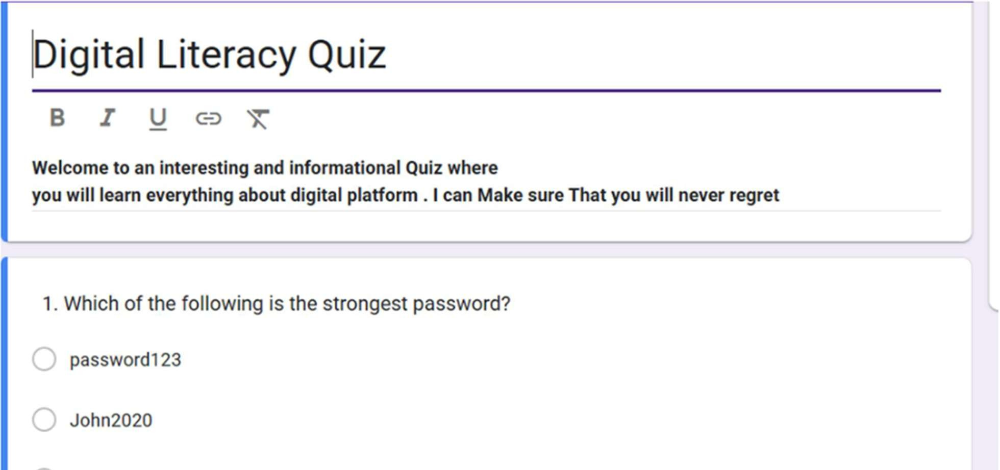 Digital Literacy Quiz
B I U
Welcome to an interesting and informational Quiz where
you will learn everything about digital platform . I can Make sure That you will never regret
1. Which of the following is the strongest password?
password123
John2020